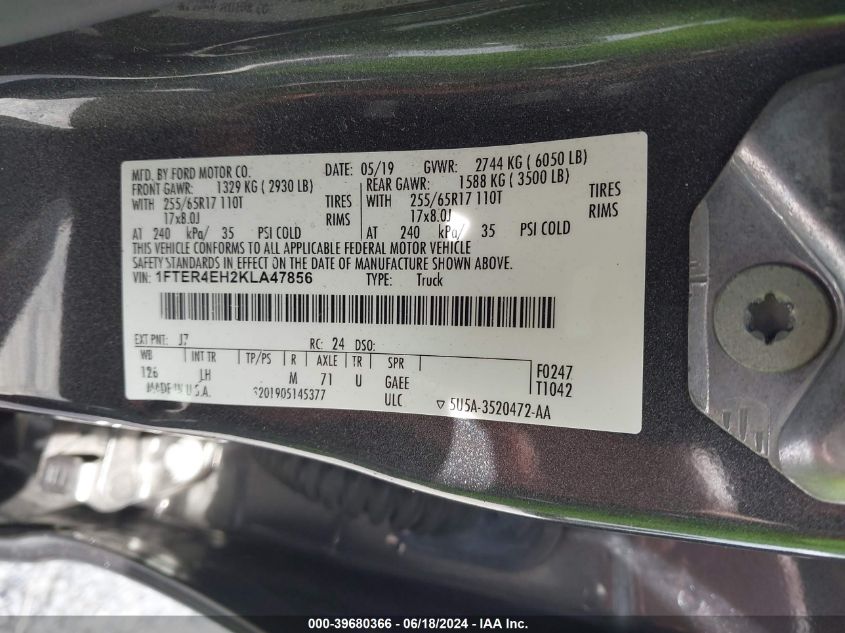 MFD. BY FORD MOTOR CO. DATE: 05/19 GVWR: 2744 KG ( 6050 LB)
FRONT GAWR: 1329 KG ( 2930 LB) REAR GAWR: 1588 KG ( 3500 LB)
WITH 255/65R17 110T TIRES WITH 255/65R17 110T TIRES
17x8.0J RIMS 17x8.0J RIMS
AT 240 kPa/ 35 PSI COLD AT 240 kPa/ 35 PSI COLD
THIS VEHICLE CONFORMS TO ALL APPLICABLE FEDERAL MOTOR VEHICLE
SAFETY STANDARDS IN EFFECT ON THE DATE OF MANUFACTURE SHOWN ABOVE.
VIN: 1FTER4EH2KLA47856 TYPE: Truck
EXT PNT: J7 RC: 24 DSO:
WB INT TR TP/PS R AXLE TR SPR
126 LH M 71 U GAEE F0247
ULC T1042
MADE IN U.S.A. S201905145377 ▽ 5U5A-3520472-AA
000-39680366 - 06/18/2024 - IAA Inc.